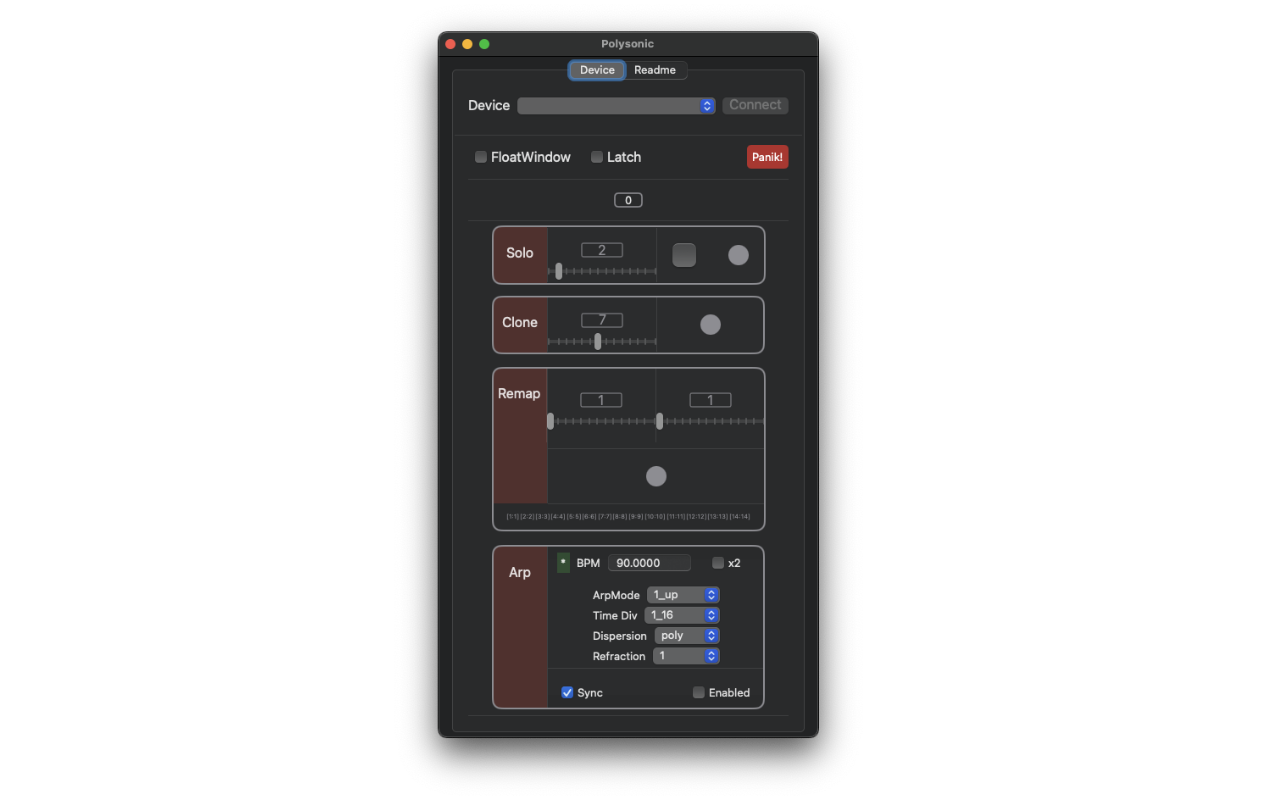 Polysonic
Device Readme
Device Connect
FloatWindow Latch Panik!
0
Solo 2
Clone 7
Remap 1 1
[1:1] [2:2] [3:3] [4:4] [5:5] [6:6] [7:7] [8:8] [9:9] [10:10] [11:11] [12:12] [13:13] [14:14]
Arp * BPM 90.0000 x2
ArpMode 1_up
Time Div 1_16
Dispersion poly
Refraction 1
Sync Enabled